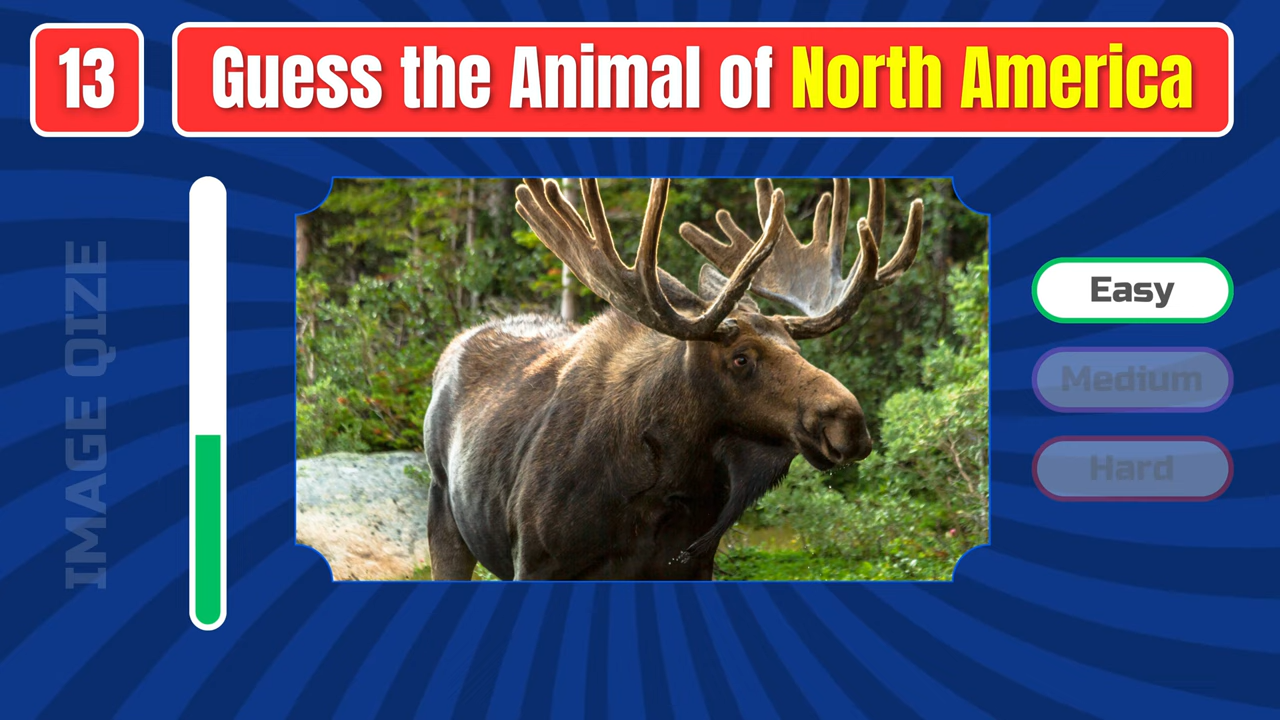 13
Guess the Animal of North America
IMAGE QIZE
Easy
Medium
Hard